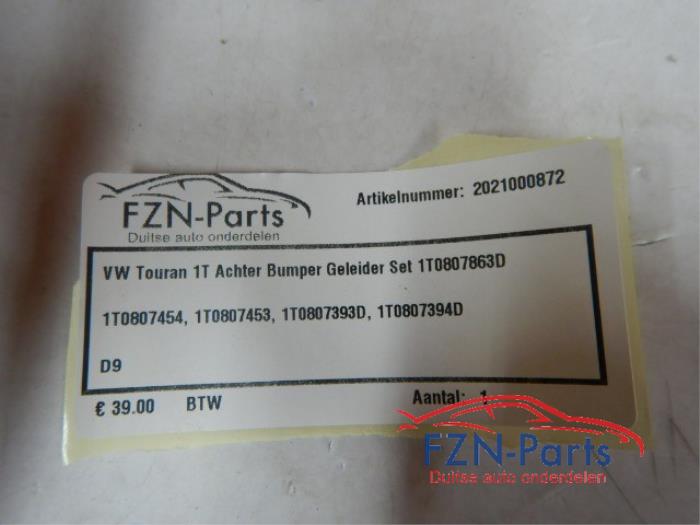 FZN-Parts
Duitse auto onderdelen
Artikelnummer: 2021000872
VW Touran 1T Achter Bumper Geleider Set 1T0807863D
1T0807454, 1T0807453, 1T0807393D, 1T0807394D
D9
€ 39.00 BTW Aantal: 1
FZN-Parts
Duitse auto onderdelen